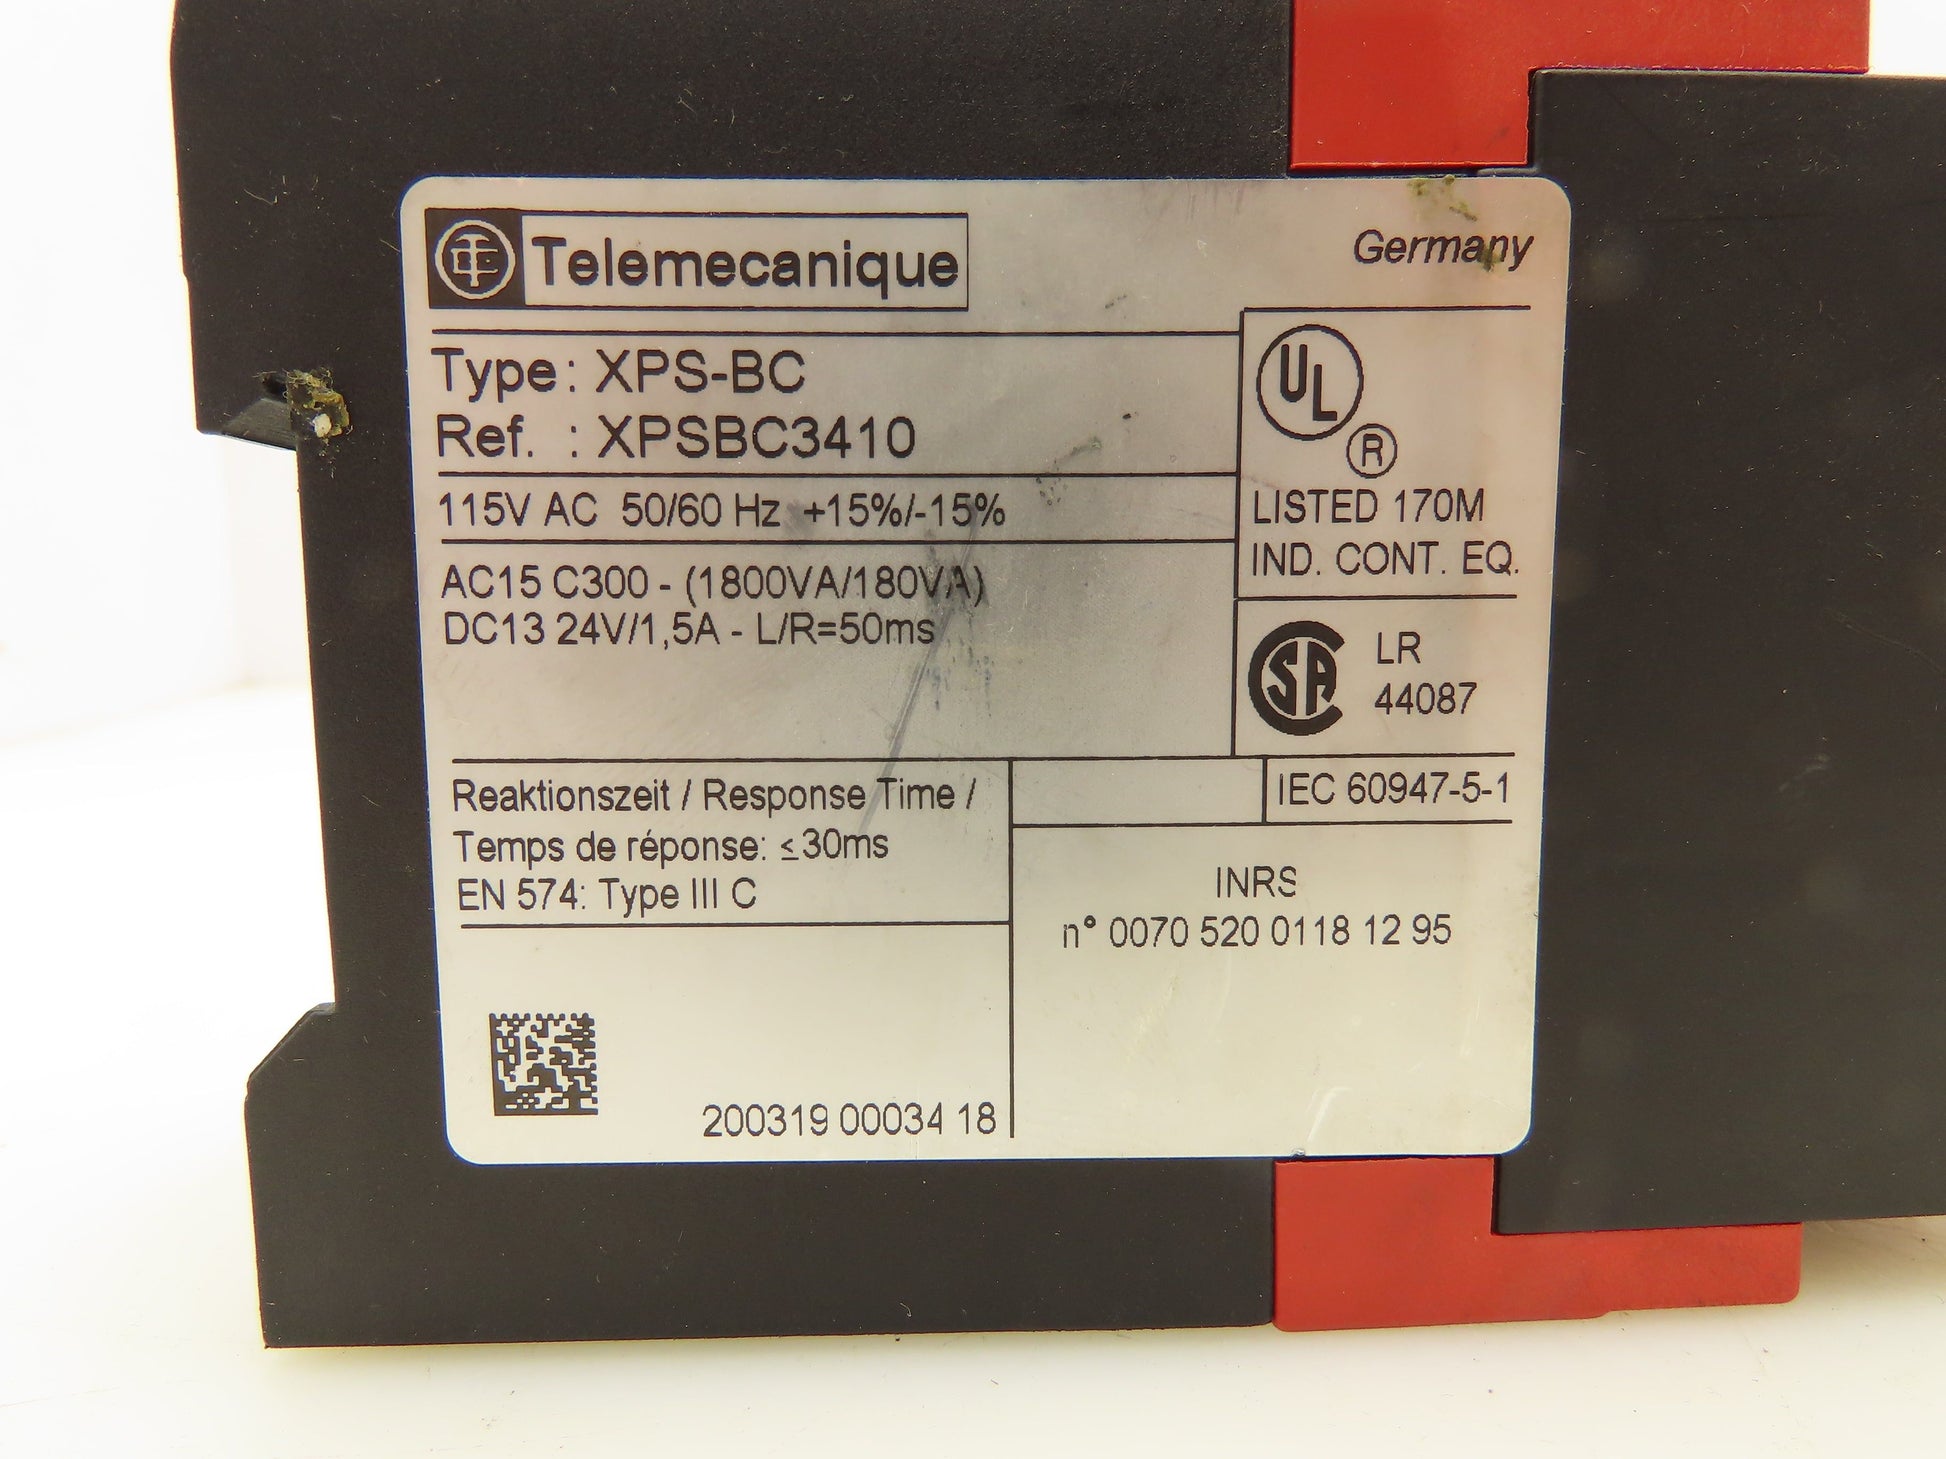 Telemecanique
Germany
Type: XPS-BC
Ref. : XPSBC3410
115V AC 50/60 Hz +15%/-15%
AC15 C300 - (1800VA/180VA)
DC13 24V/1,5A - L/R=50ms
UL
®
LISTED 170M
IND. CONT. EQ.
CSA
LR
44087
Reaktionszeit / Response Time /
Temps de réponse: ≤30ms
EN 574: Type III C
IEC 60947-5-1
INRS
n° 0070 520 0118 12 95
200319 00034 18